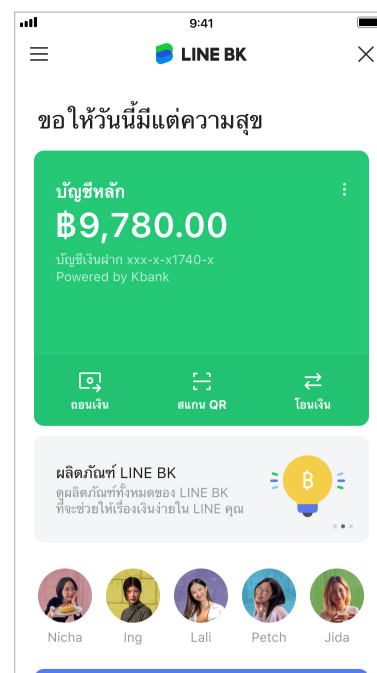 9:41
LINE BK
ขอให้วันนี้มีแต่ความสุข
บัญชีหลัก
฿9,780.00
บัญชีเงินฝาก xxx-x-x1740-x
Powered by Kbank
ถอนเงิน สแกน QR โอนเงิน
ผลิตภัณฑ์ LINE BK
ดูผลิตภัณฑ์ทั้งหมดของ LINE BK
ที่จะช่วยให้เรื่องเงินง่ายใน LINE คุณ
฿
Nicha Ing Lali Petch Jida